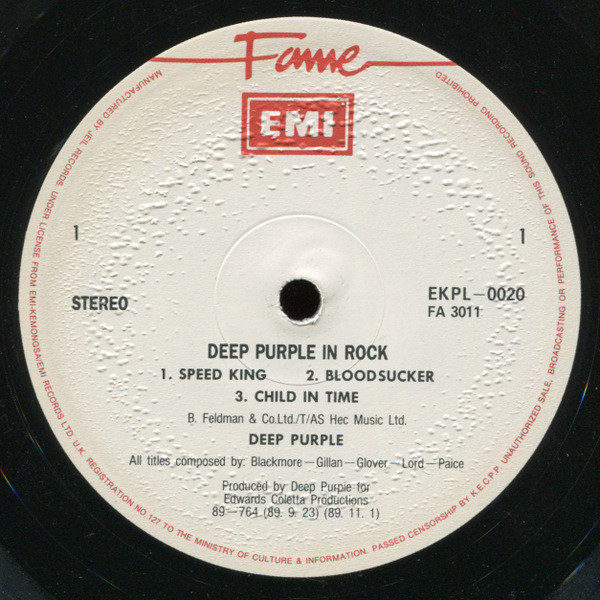 Fame
EMI
1
1
STEREO
EKPL-0020
FA 3011
DEEP PURPLE IN ROCK
1. SPEED KING 2. BLOODSUCKER
3. CHILD IN TIME
B. Feldman & Co.Ltd./T/AS Hec Music Ltd.
DEEP PURPLE
All titles composed by: Blackmore-Gillan-Glover-Lord-Paice
Produced by Deep Purple for
Edwards Coletta Productions
89-764 (89. 9. 23) (89. 11. 1)
MANUFACTURED BY JEIL RECORDS, UNDER LICENSE FROM EMI-KEMONGSA/EMI RECORDS LTD U.K. REGISTRATION NO 127 TO THE MINISTRY OF CULTURE & INFORMATION. PASSED CENSORSHIP BY K.E.C.P.P. UNAUTHORIZED SALE, BROADCASTING OR PERFORMANCE OF THIS SOUND RECORDING PROHIBITED.